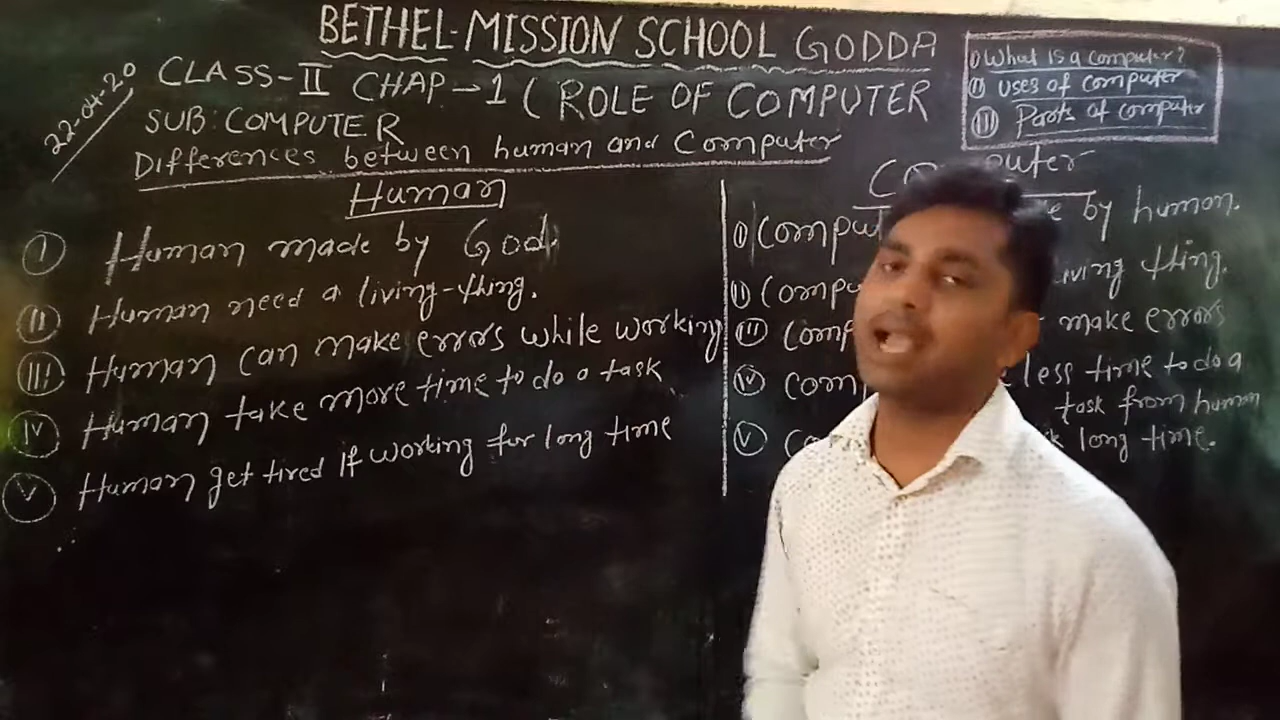 BETHEL-MISSION SCHOOL GODDA
22-04-20
CLASS-II CHAP→1 (ROLE OF COMPUTER
SUB:COMPUTER
Differences between human and Computer
I) What is a computer?
II) Uses of computer
III) Parts of computer
Human
I) Human made by God.
II) Human need a living-thing.
III) Human can make errors while working
IV) Human take more time to do a task
V) Human get tired If working for long time
I) Compu by human.
II) Compu living thing.
III) Comp make errors
IV) Com less time to do a
task from human
V) long time.